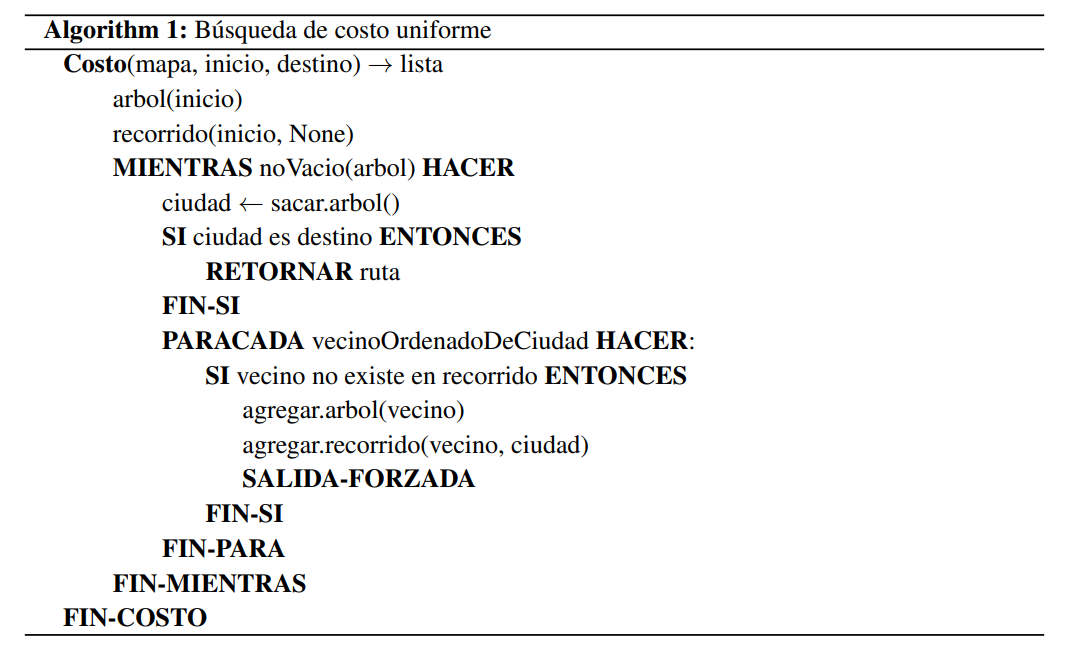 Algorithm 1: Búsqueda de costo uniforme
Costo(mapa, inicio, destino) → lista
arbol(inicio)
recorrido(inicio, None)
MIENTRAS noVacio(arbol) HACER
ciudad ← sacar.arbol()
SI ciudad es destino ENTONCES
RETORNAR ruta
FIN-SI
PARACADA vecinoOrdenadoDeCiudad HACER:
SI vecino no existe en recorrido ENTONCES
agregar.arbol(vecino)
agregar.recorrido(vecino, ciudad)
SALIDA-FORZADA
FIN-SI
FIN-PARA
FIN-MIENTRAS
FIN-COSTO